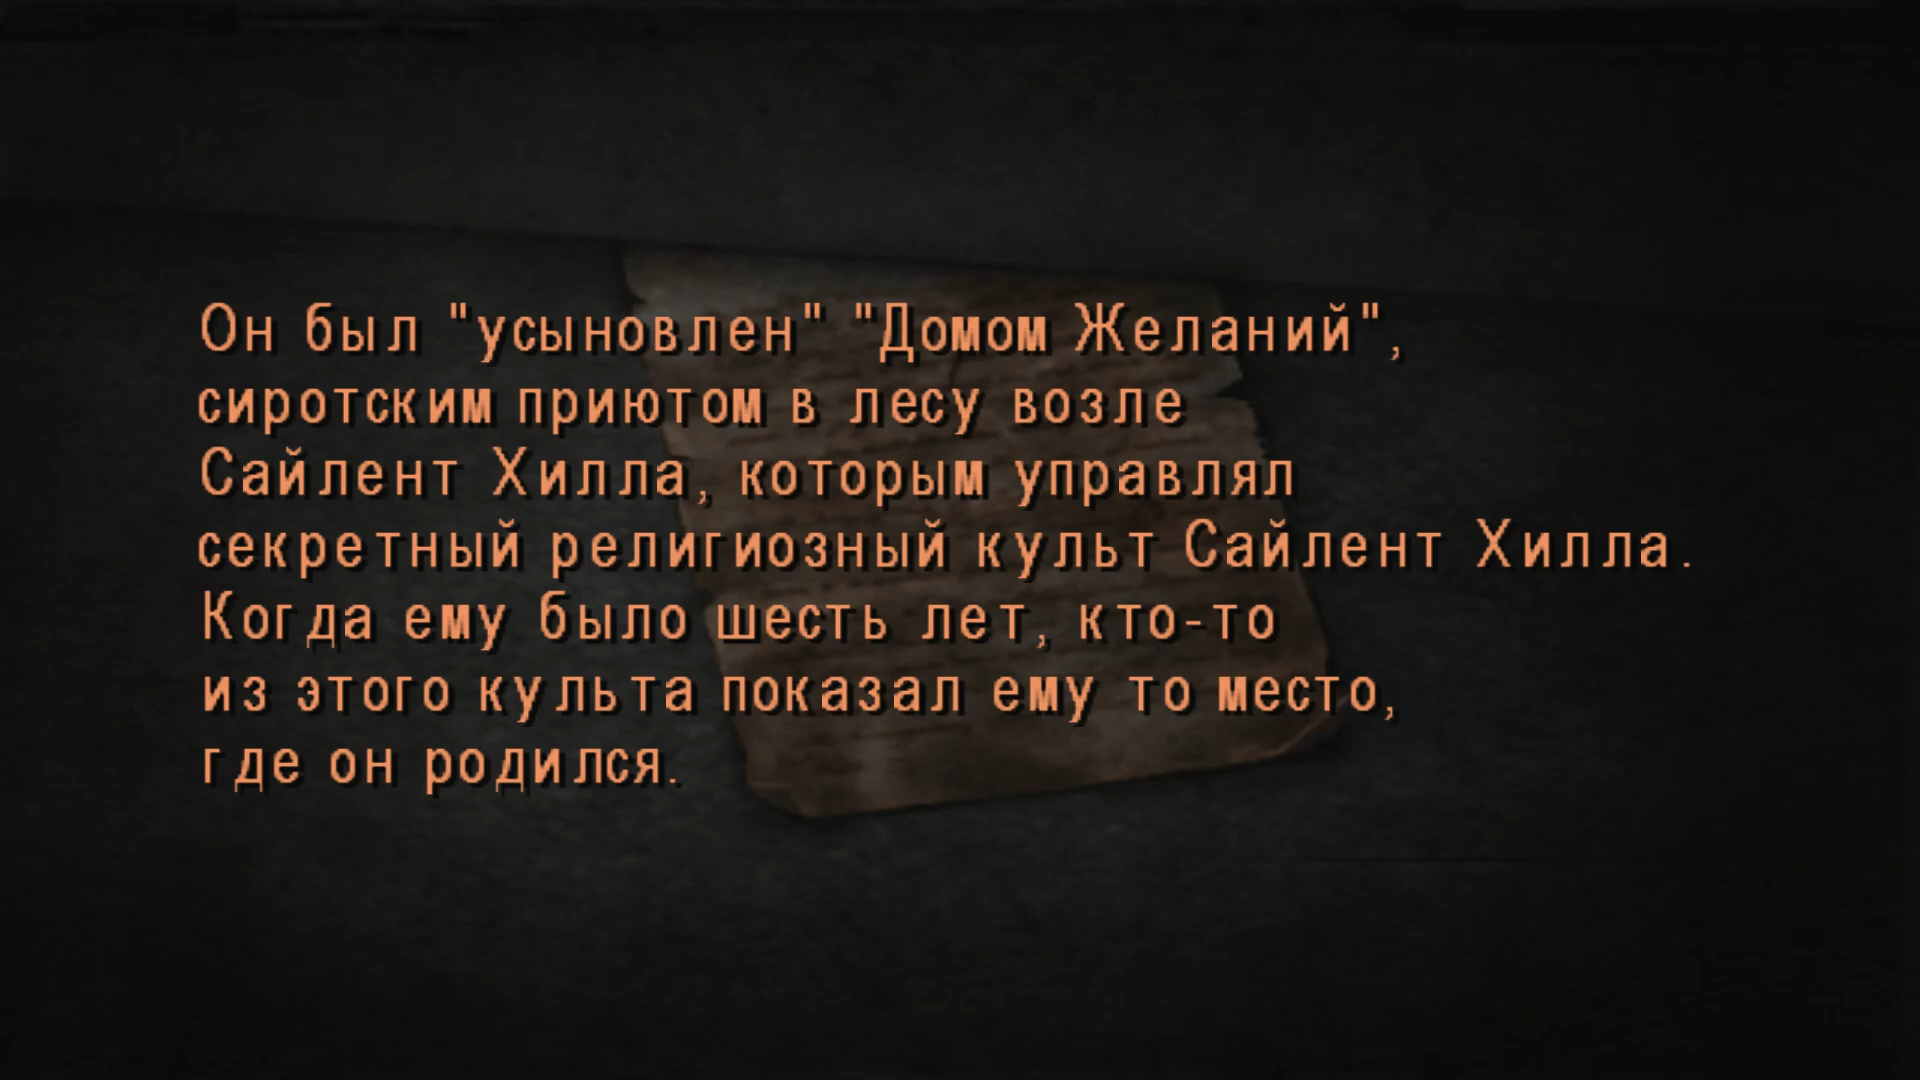 Он был "усыновлен" "Домом Желаний",
сиротским приютом в лесу возле
Сайлент Хилла, которым управлял
секретный религиозный культ Сайлент Хилла.
Когда ему было шесть лет, кто-то
из этого культа показал ему то место,
где он родился.